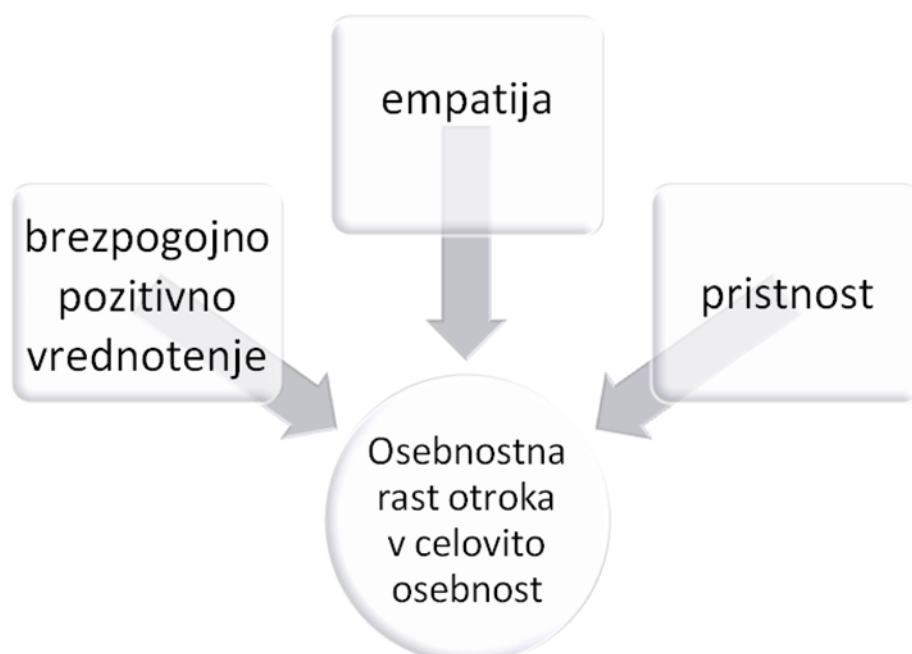 empatija
brezpogojno
pozitivno
vrednotenje
pristnost
Osebnostna
rast otroka
v celovito
osebnost